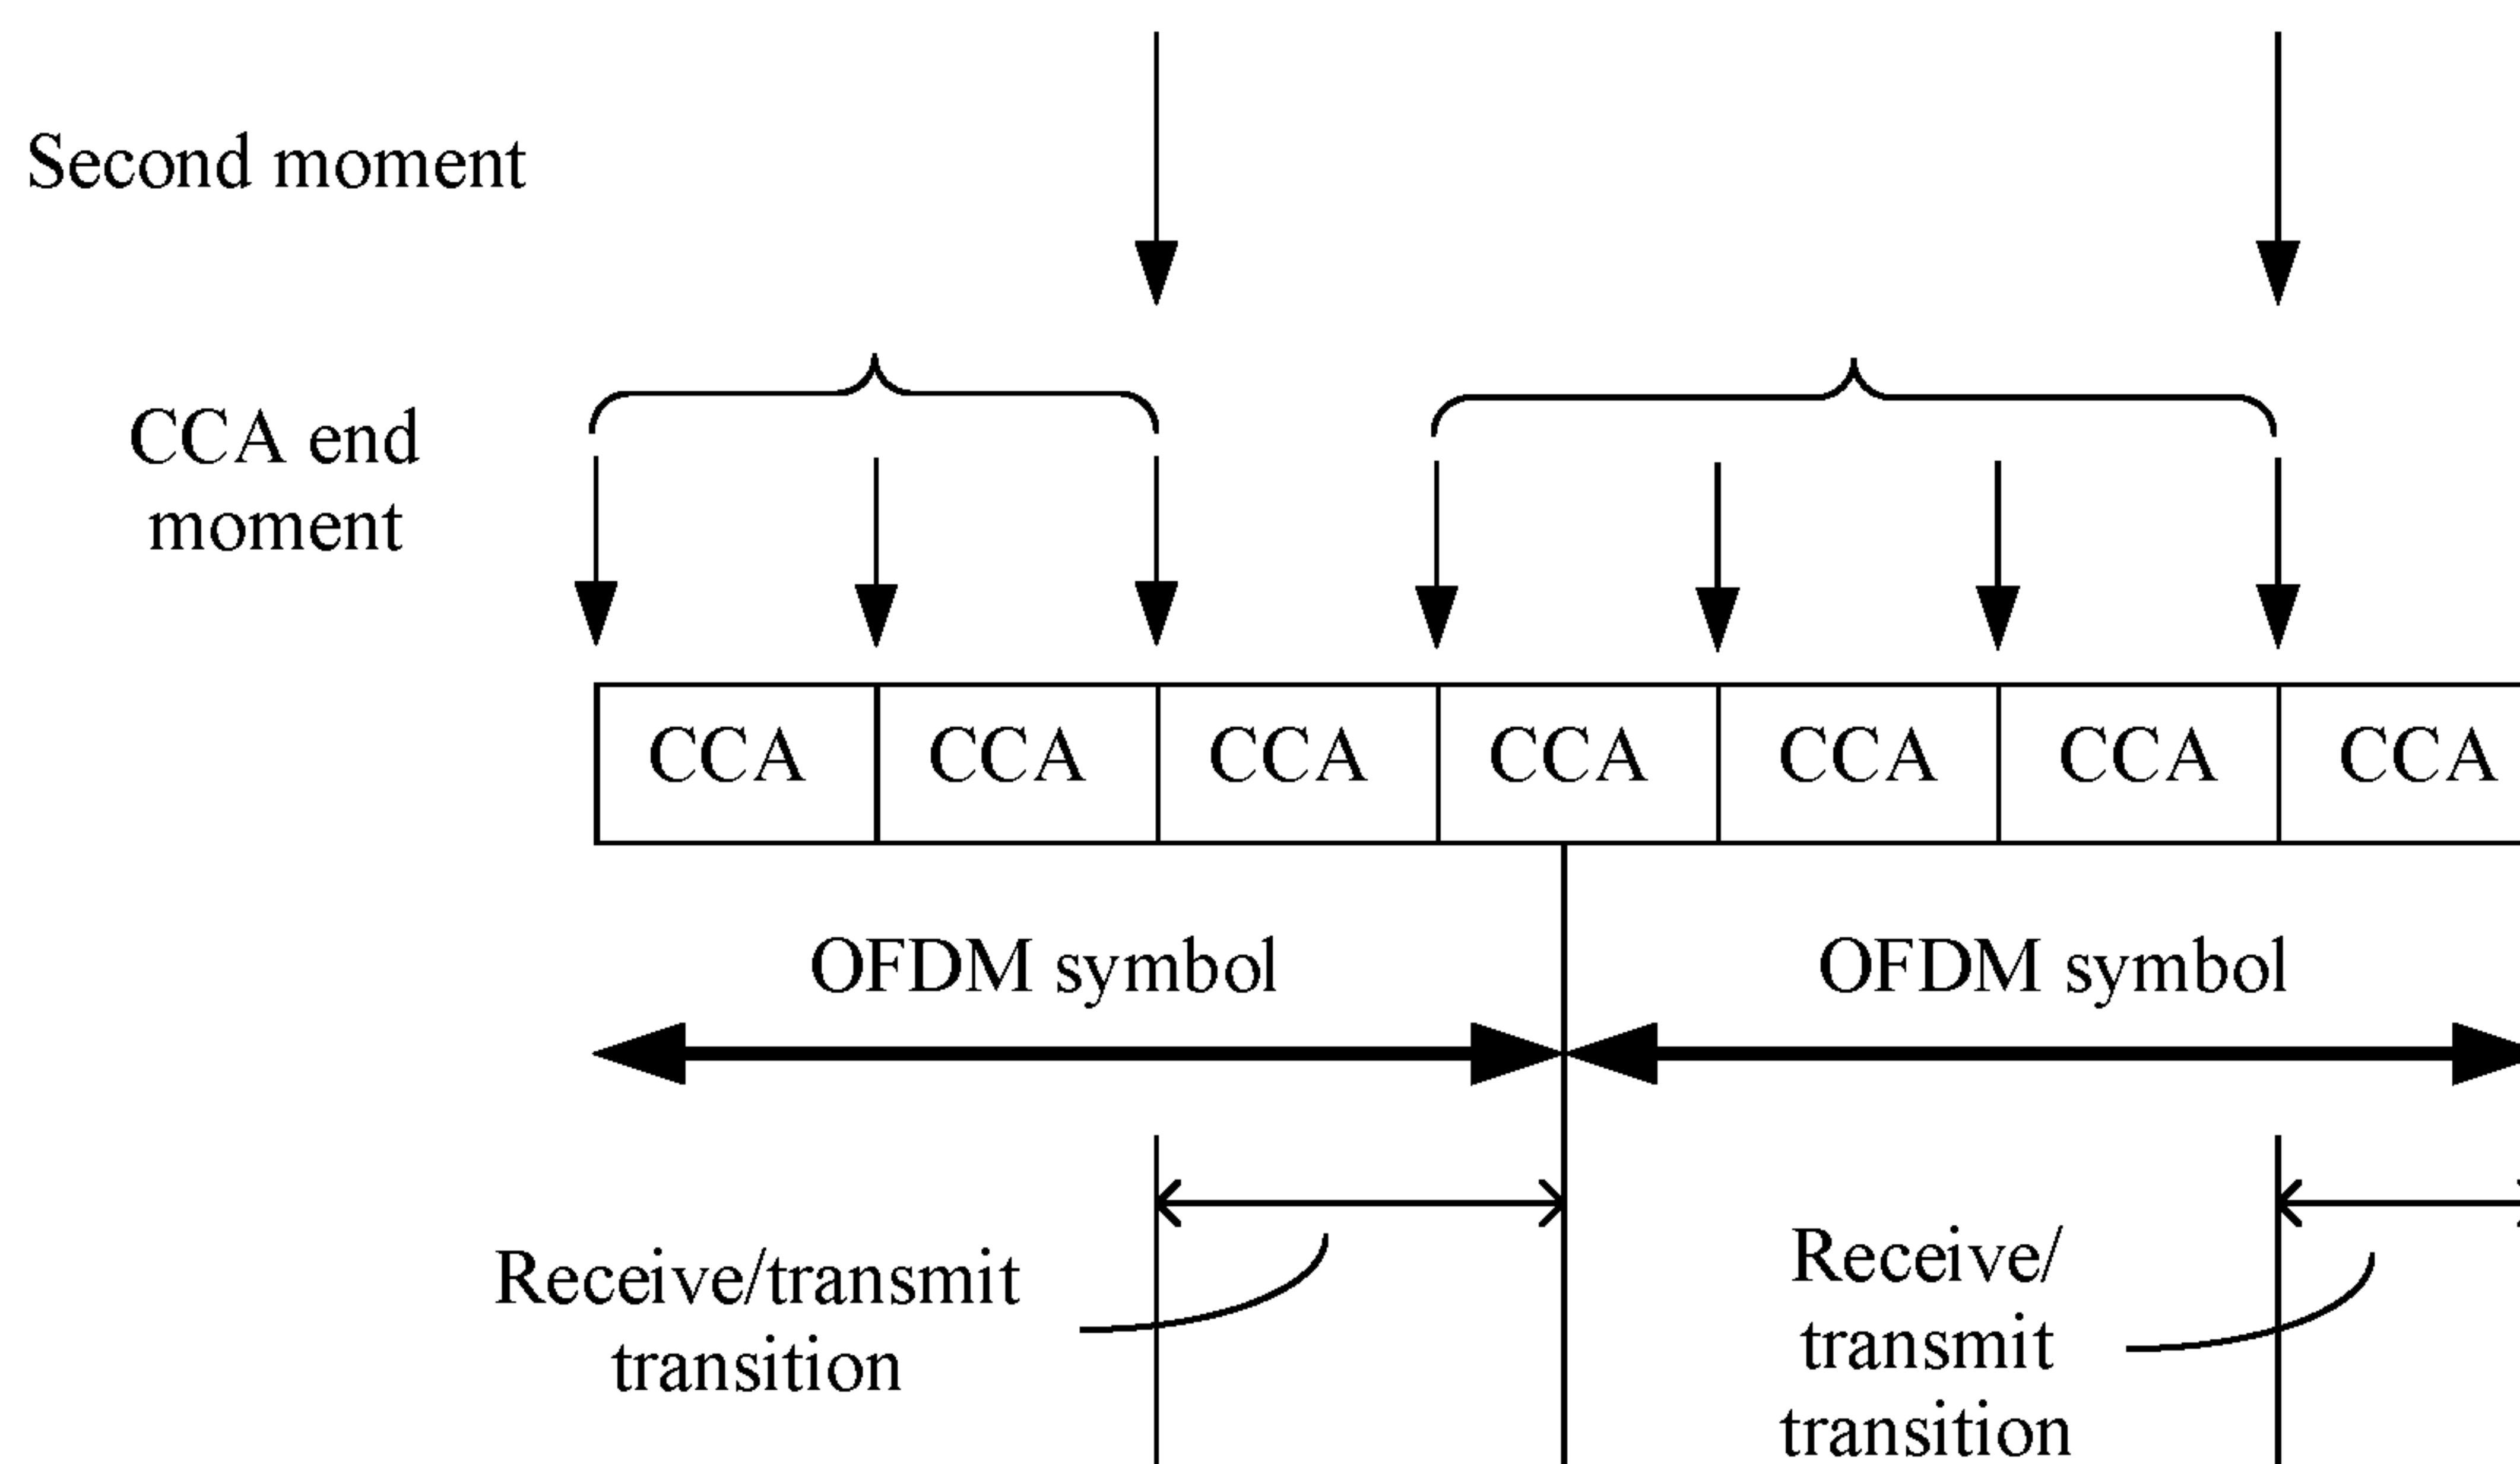 Second moment
CCA end
moment
CCA CCA CCA CCA CCA CCA CCA
OFDM symbol OFDM symbol
Receive/transmit
transition
Receive/
transmit
transition